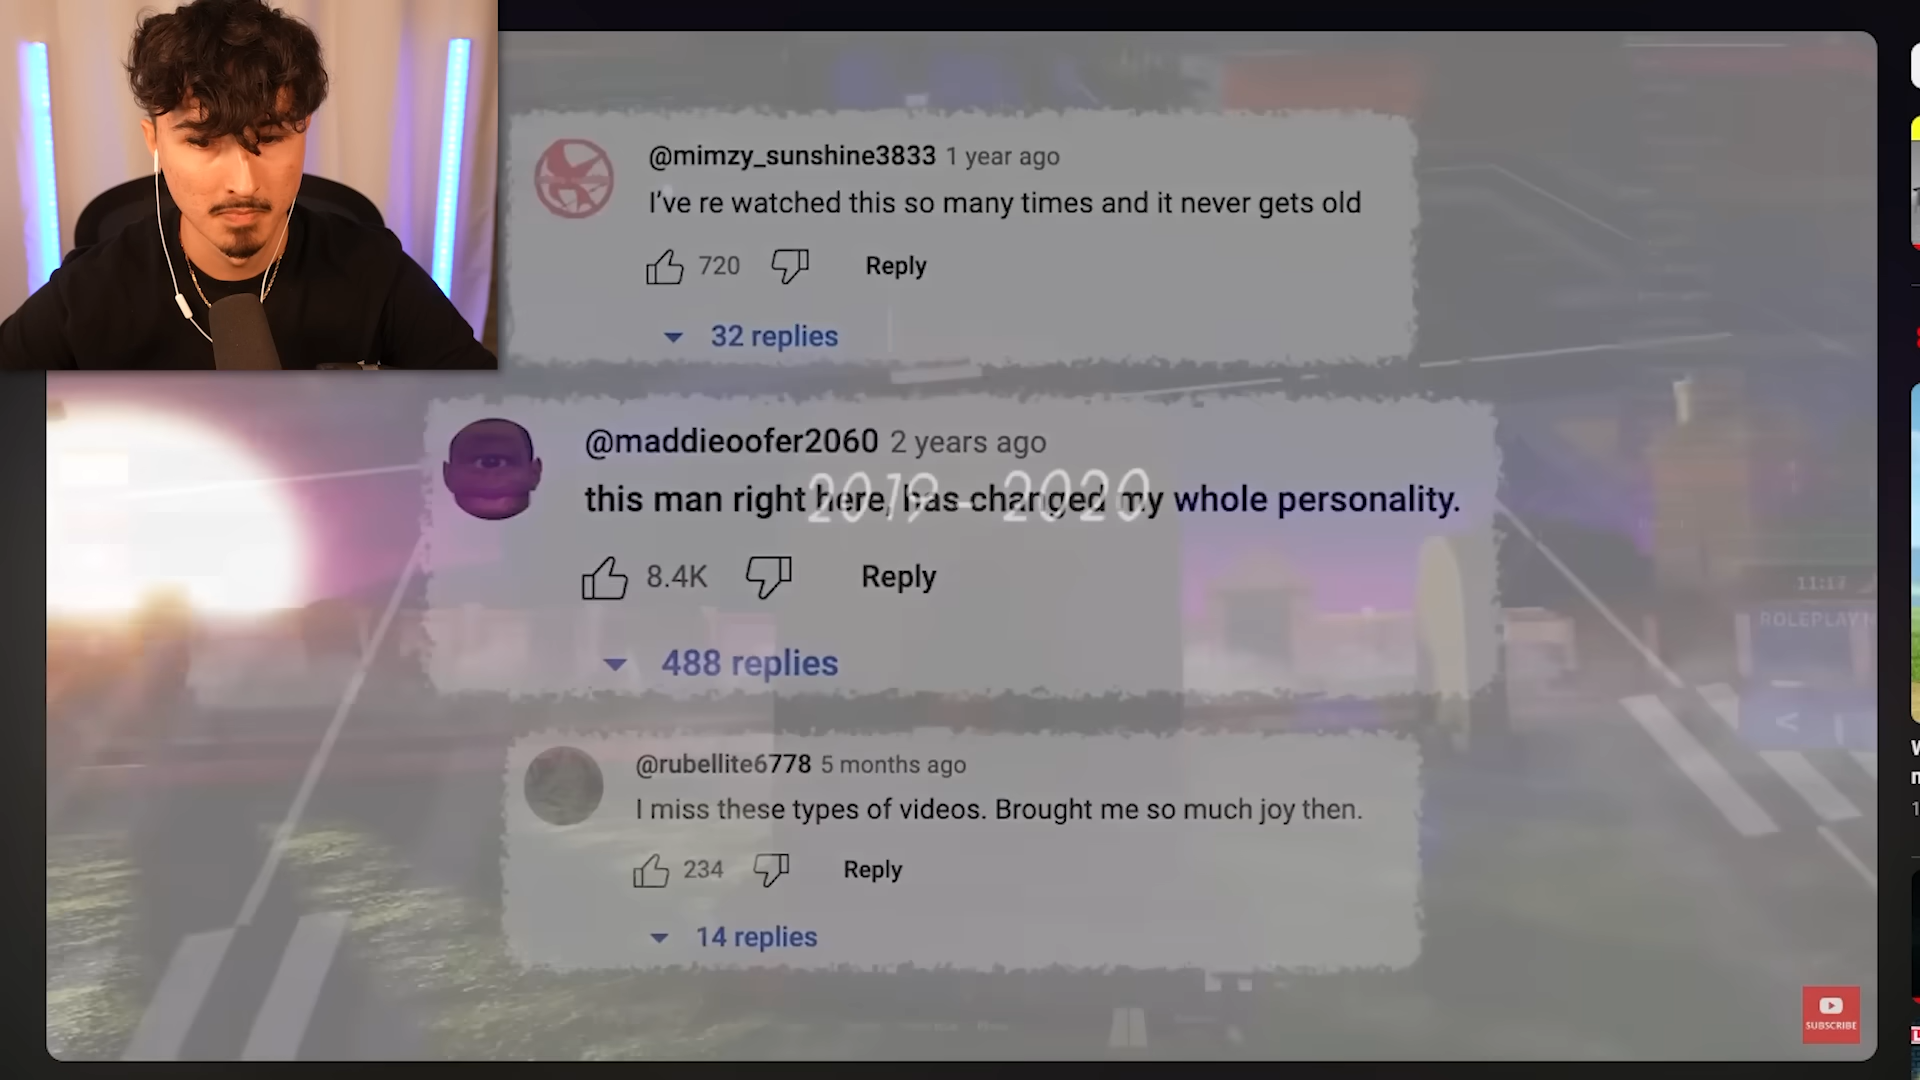 @mimzy_sunshine3833 1 year ago
I've re watched this so many times and it never gets old
720 Reply
32 replies
@maddieoofer2060 2 years ago
this man right here, has changed my whole personality.
2019 - 2020
8.4K Reply
488 replies
@rubellite6778 5 months ago
I miss these types of videos. Brought me so much joy then.
234 Reply
14 replies
11:17
ROLEPLAY
SUBSCRIBE